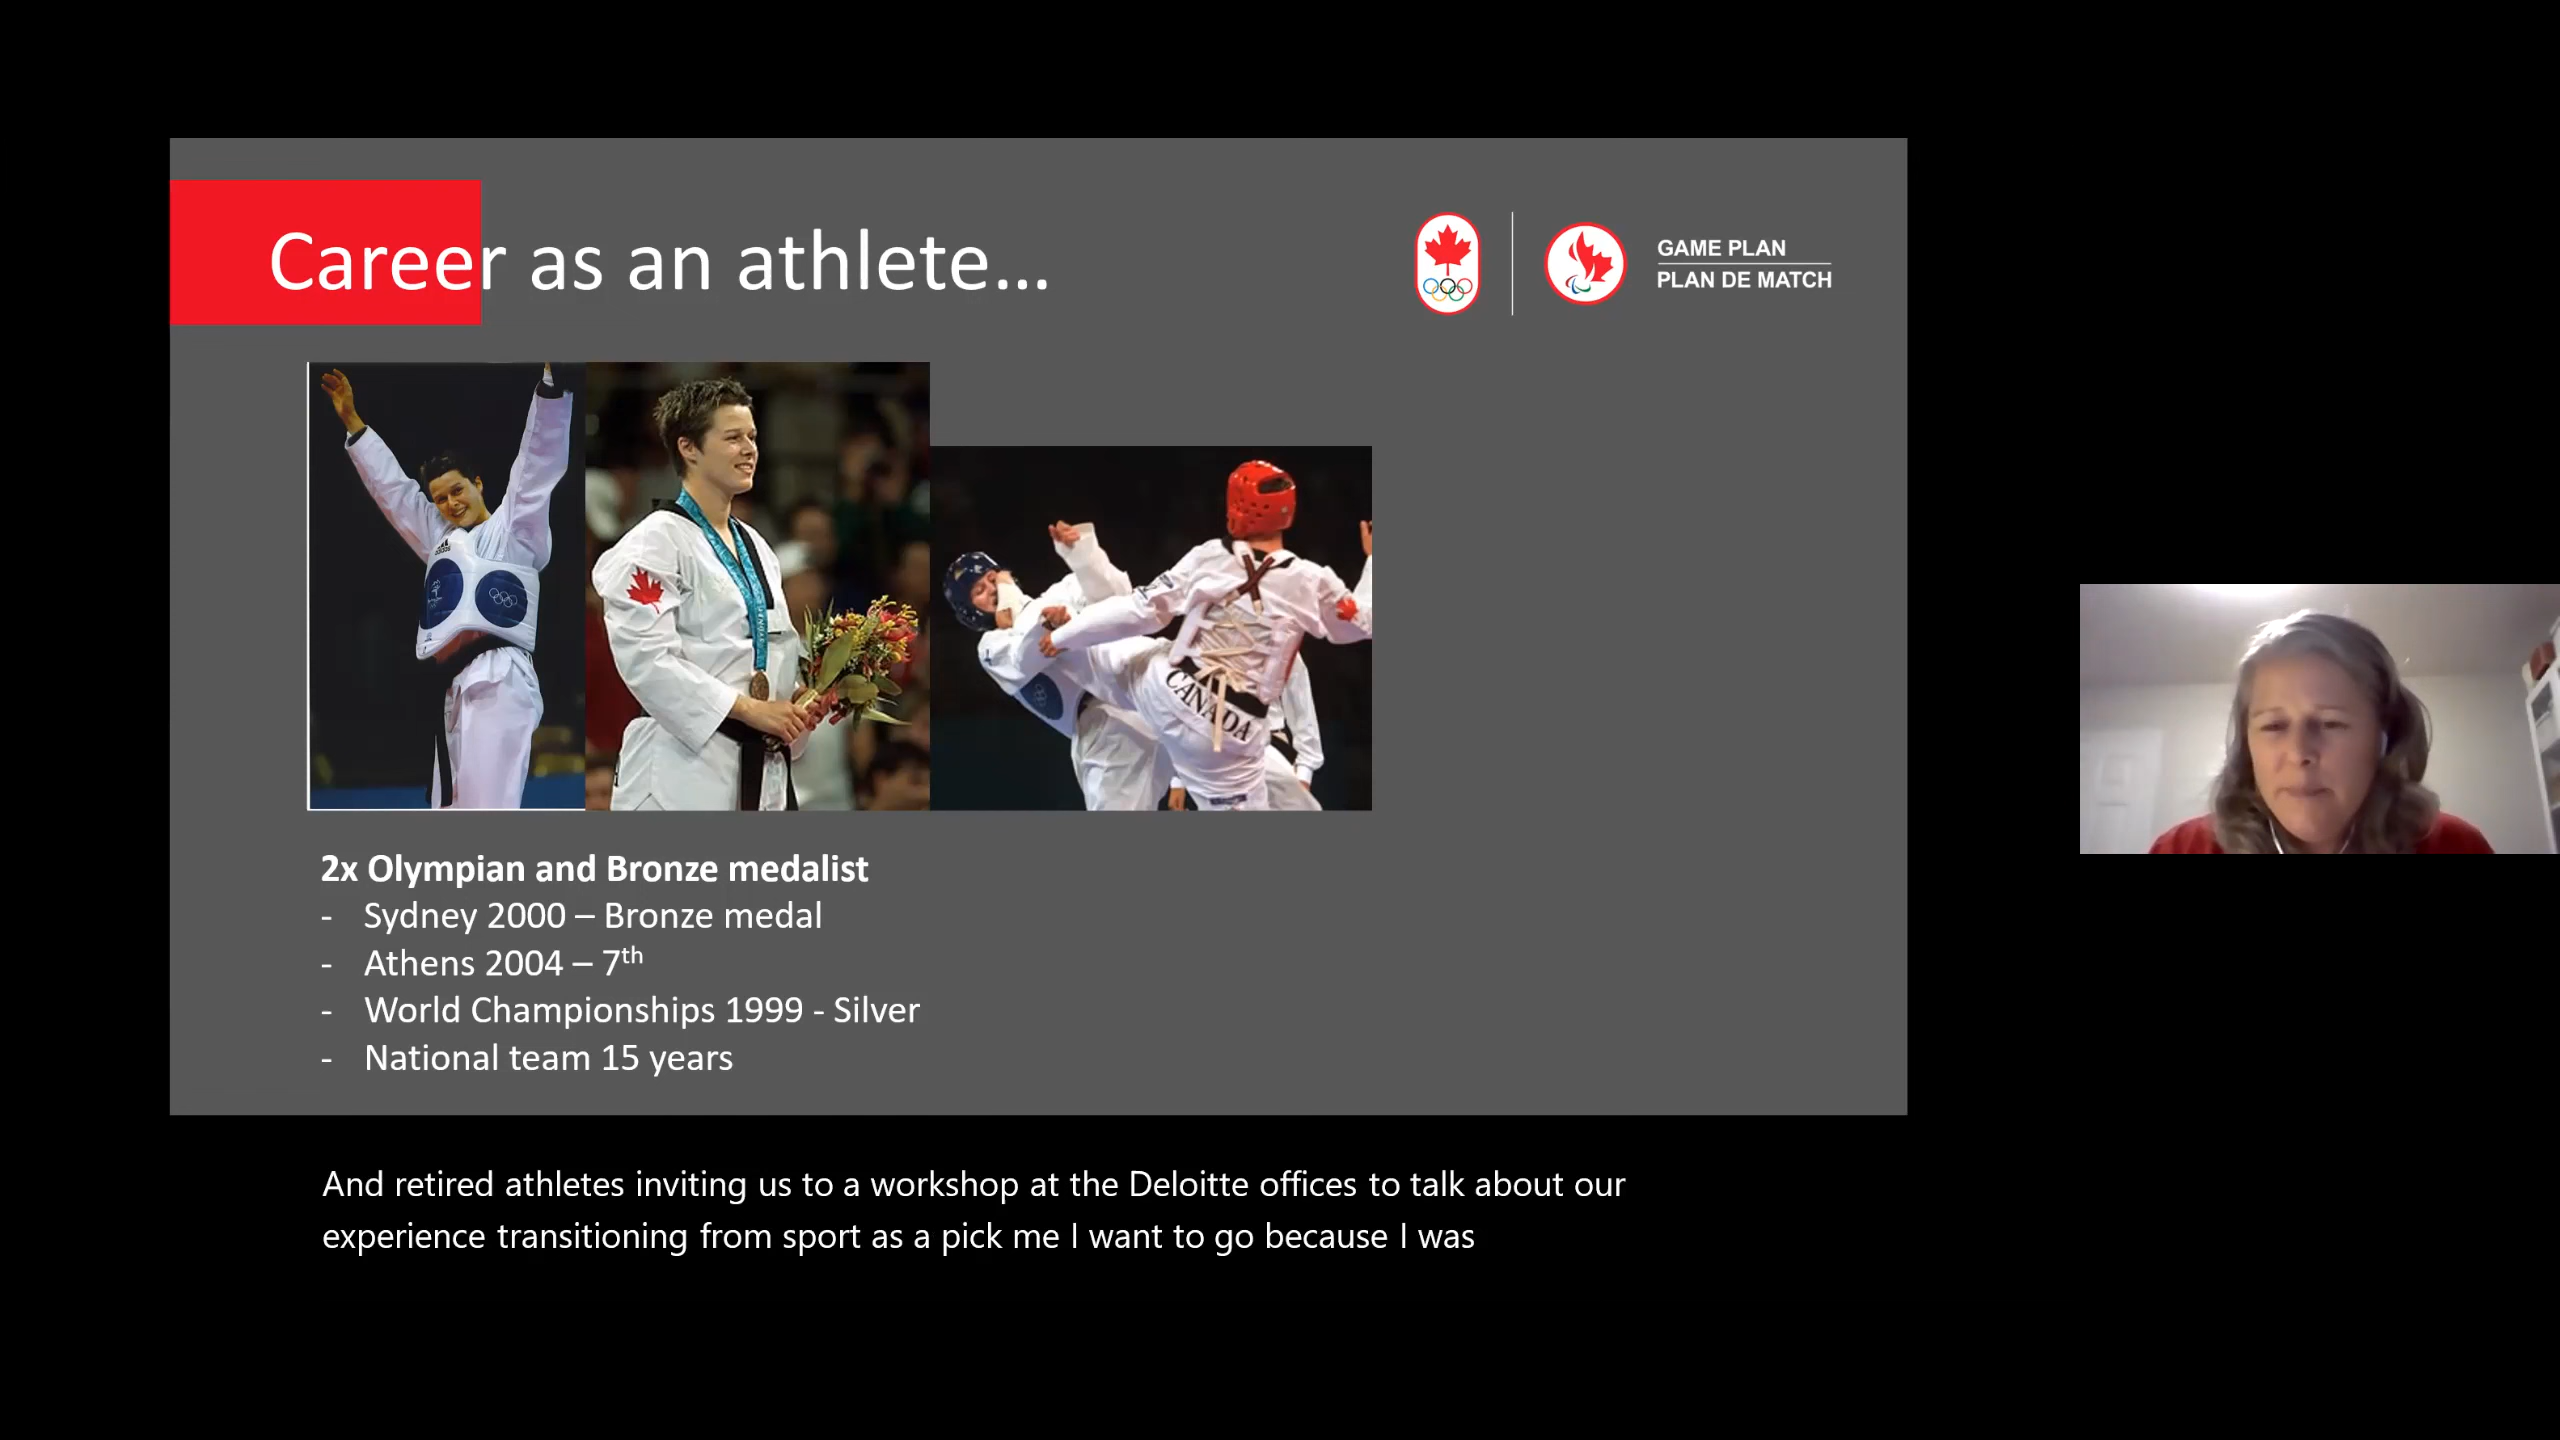 Career as an athlete...
GAME PLAN
PLAN DE MATCH
adidas
CANADA
2x Olympian and Bronze medalist
- Sydney 2000 – Bronze medal
- Athens 2004 – 7th
- World Championships 1999 - Silver
- National team 15 years
And retired athletes inviting us to a workshop at the Deloitte offices to talk about our
experience transitioning from sport as a pick me I want to go because I was